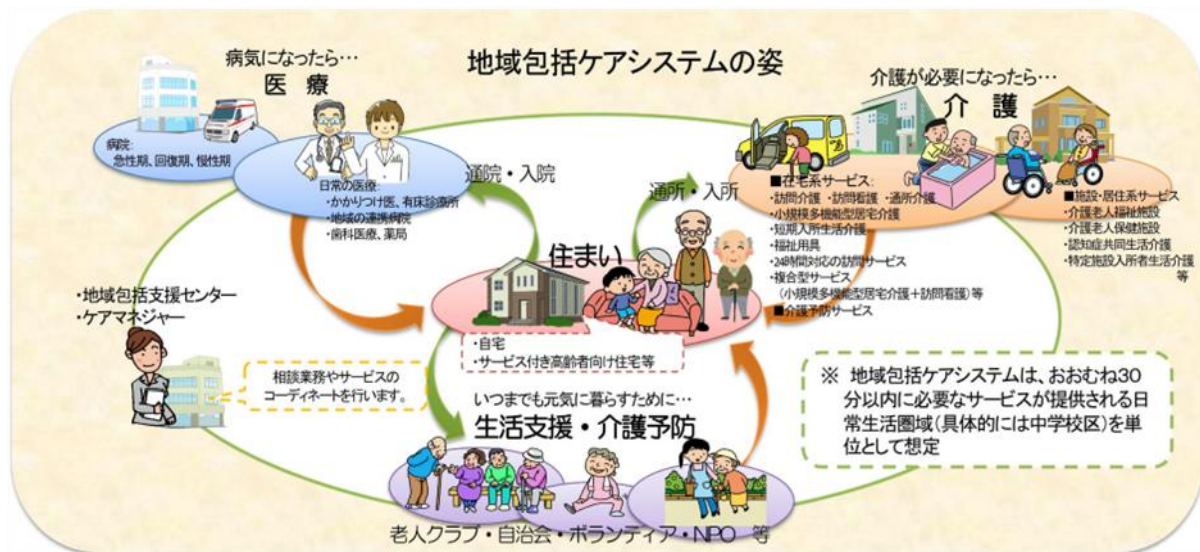 地域包括ケアシステムの姿
病気になったら…
医 療
病院:
急性期、回復期、慢性期
日常の医療:
・かかりつけ医、有床診療所
・地域の連携病院
・歯科医療、薬局
通院・入院
通所・入所
介護が必要になったら…
介 護
■在宅系サービス:
・訪問介護 ・訪問看護 ・通所介護
・小規模多機能型居宅介護
・短期入所生活介護
・福祉用具
・24時間対応の訪問サービス
・複合型サービス
(小規模多機能型居宅介護+訪問看護)等
■介護予防サービス
■施設・居住系サービス
・介護老人福祉施設
・介護老人保健施設
・認知症共同生活介護
・特定施設入所者生活介護
等
住まい
・自宅
・サービス付き高齢者向け住宅等
・地域包括支援センター
・ケアマネジャー
相談業務やサービスの
コーディネートを行います。
いつまでも元気に暮らすために…
生活支援・介護予防
老人クラブ・自治会・ボランティア・NPO 等
※ 地域包括ケアシステムは、おおむね30
分以内に必要なサービスが提供される日
常生活圏域(具体的には中学校区)を単
位として想定